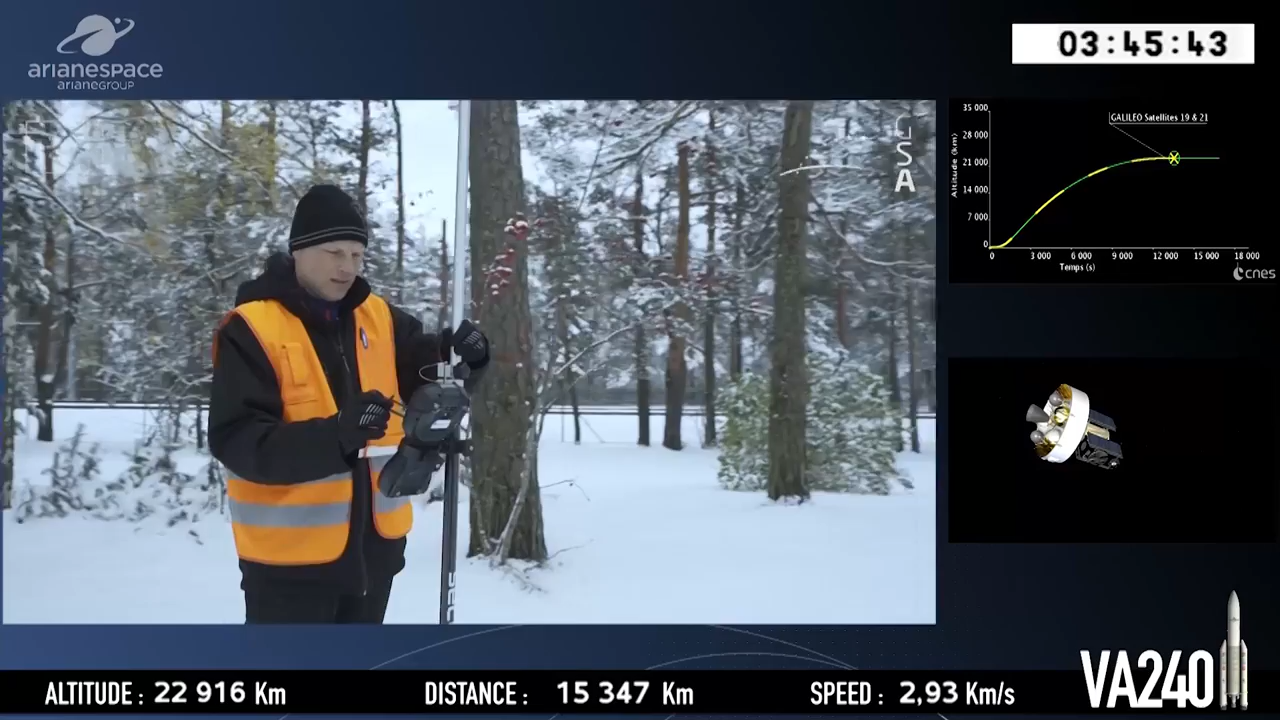 arianespace
arianeGROUP
03:45:43
ESA
35 000
28 000
21 000
14 000
7 000
0
Altitude (km)
GALILEO Satellites 19 & 21
0 3 000 6 000 9 000 12 000 15 000 18 000
Temps (s)
cnes
SEC
VA240
ALTITUDE : 22 916 Km DISTANCE : 15 347 Km SPEED : 2,93 Km/s